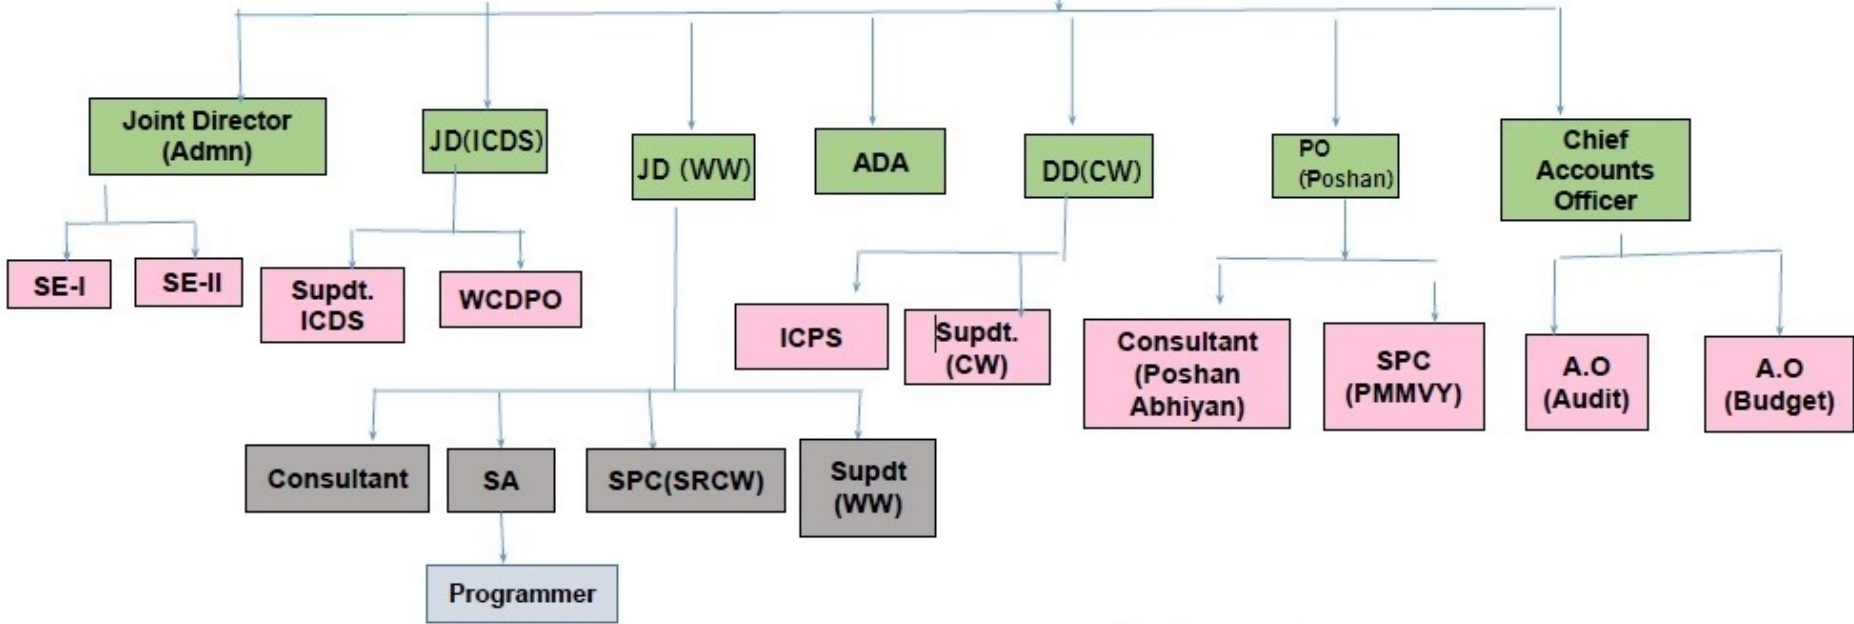 Joint Director
(Admn)
JD(ICDS)
JD (WW)
ADA
DD(CW)
PO
(Poshan)
Chief
Accounts
Officer
SE-I
SE-II
Supdt.
ICDS
WCDPO
ICPS
Supdt.
(CW)
Consultant
(Poshan
Abhiyan)
SPC
(PMMVY)
A.O
(Audit)
A.O
(Budget)
Consultant
SA
SPC(SRCW)
Supdt
(WW)
Programmer